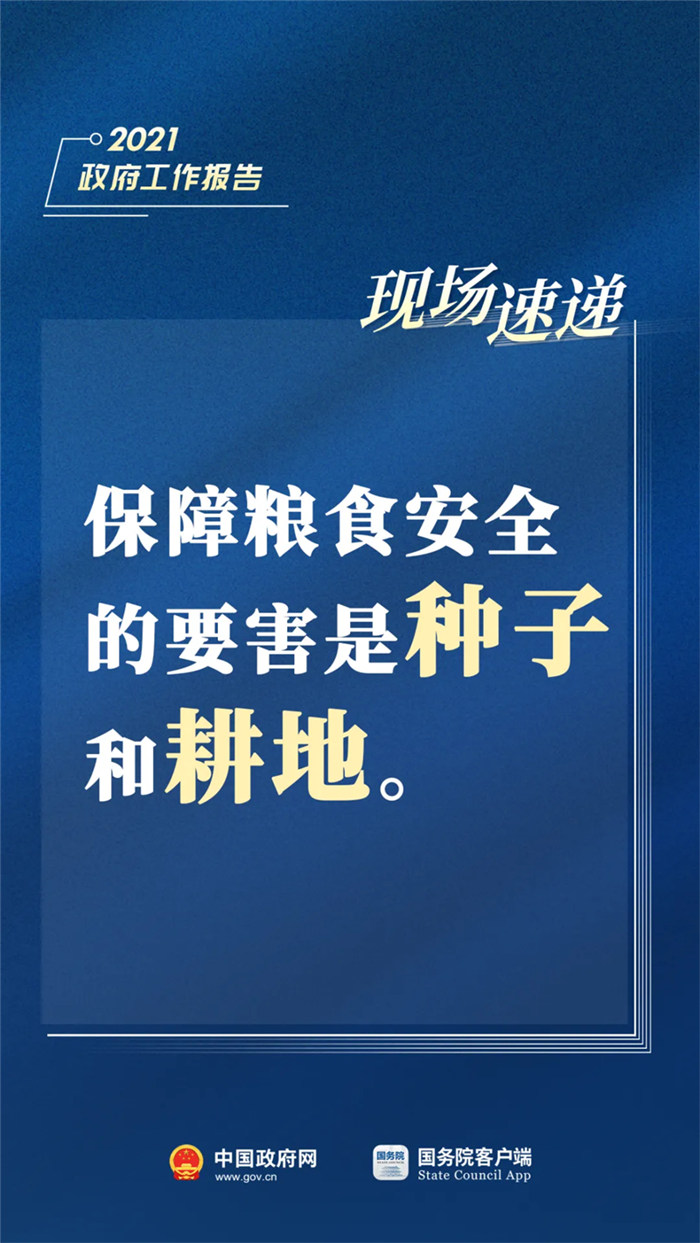 2021
政府工作报告
现场速递
保障粮食安全
的要害是种子
和耕地。
中国政府网
www.gov.cn
国务院
国务院客户端
State Council App